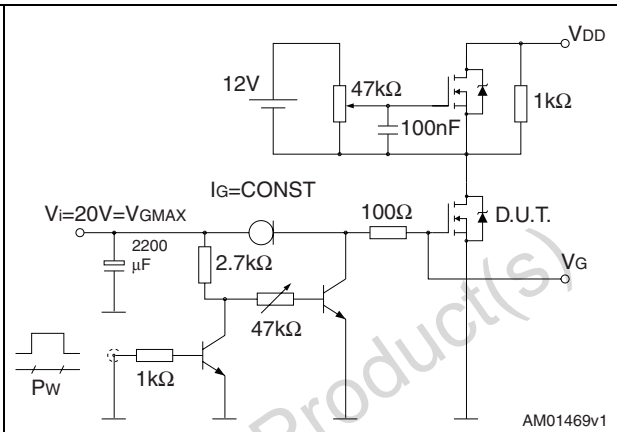 VDD
12V
47kΩ
1kΩ
100nF
IG=CONST
Vi=20V=VGMAX
100Ω
D.U.T.
2200
μF
2.7kΩ
VG
47kΩ
1kΩ
PW
Product(s)
AM01469v1